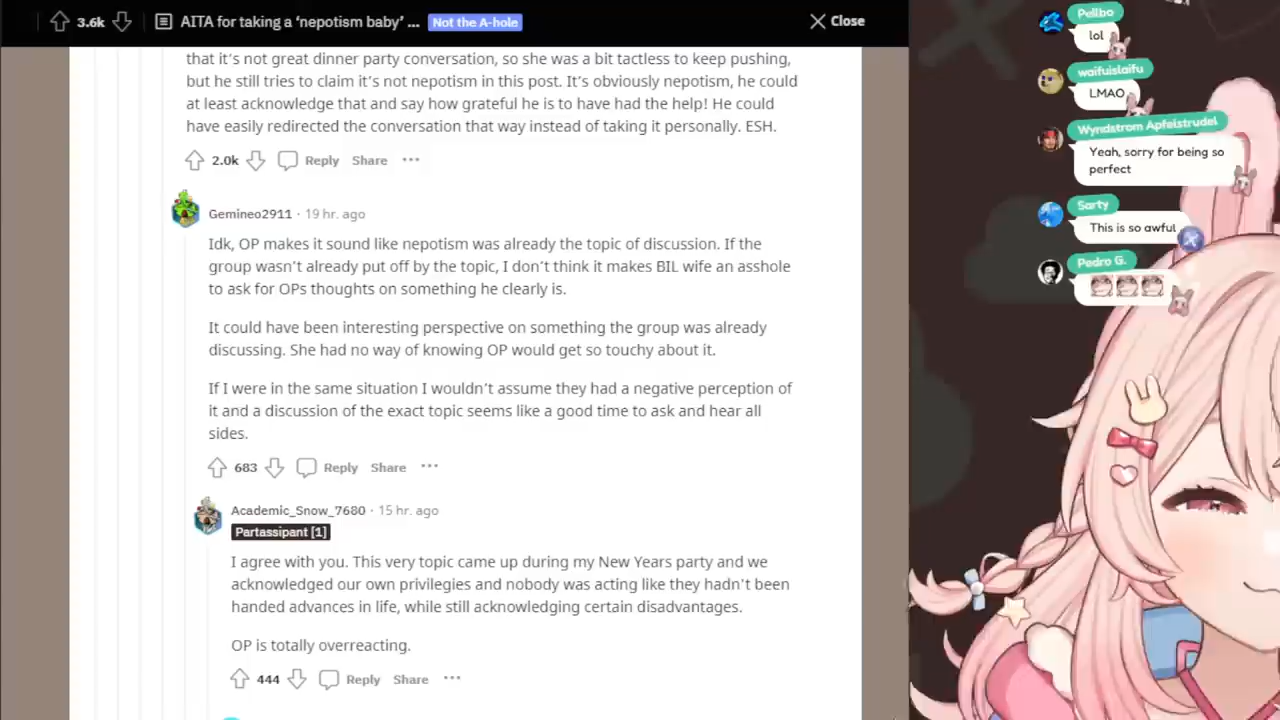 3.6k
AITA for taking a ‘nepotism baby’ ...
Not the A-hole
Close
that it’s not great dinner party conversation, so she was a bit tactless to keep pushing,
but he still tries to claim it’s not nepotism in this post. It’s obviously nepotism, he could
at least acknowledge that and say how grateful he is to have had the help! He could
have easily redirected the conversation that way instead of taking it personally. ESH.
2.0k Reply Share ...
Gemineo2911 · 19 hr. ago
Idk, OP makes it sound like nepotism was already the topic of discussion. If the
group wasn’t already put off by the topic, I don’t think it makes BIL wife an asshole
to ask for OPs thoughts on something he clearly is.
It could have been interesting perspective on something the group was already
discussing. She had no way of knowing OP would get so touchy about it.
If I were in the same situation I wouldn’t assume they had a negative perception of
it and a discussion of the exact topic seems like a good time to ask and hear all
sides.
683 Reply Share ...
Academic_Snow_7680 · 15 hr. ago
Partassipant [1]
I agree with you. This very topic came up during my New Years party and we
acknowledged our own privilegies and nobody was acting like they hadn’t been
handed advances in life, while still acknowledging certain disadvantages.
OP is totally overreacting.
444 Reply Share ...
Pellbo
lol
waifuislaifu
LMAO
Wyndstrom Apfelstrudel
Yeah, sorry for being so
perfect
Sarty
This is so awful
Pedro G.